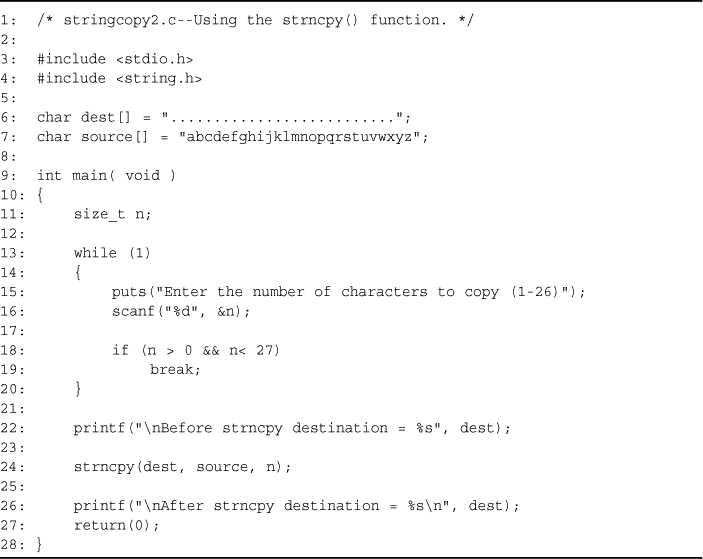 1: /* stringcopy2.c--Using the strncpy() function. */
2:
3: #include <stdio.h>
4: #include <string.h>
5:
6: char dest[] = "..........................";
7: char source[] = "abcdefghijklmnopqrstuvwxyz";
8:
9: int main( void )
10: {
11:     size_t n;
12:
13:     while (1)
14:     {
15:         puts("Enter the number of characters to copy (1-26)");
16:         scanf("%d", &n);
17:
18:         if (n > 0 && n< 27)
19:             break;
20:     }
21:
22:     printf("\nBefore strncpy destination = %s", dest);
23:
24:     strncpy(dest, source, n);
25:
26:     printf("\nAfter strncpy destination = %s\n", dest);
27:     return(0);
28: }